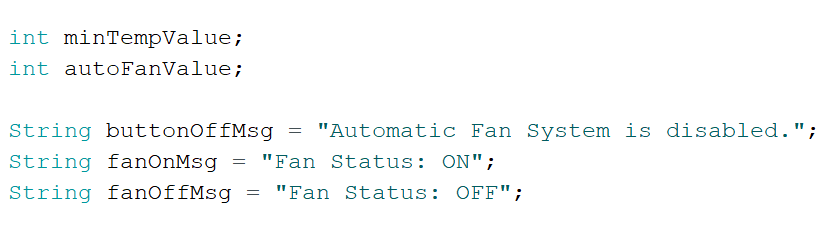 int minTempValue;
int autoFanValue;
String buttonOffMsg = "Automatic Fan System is disabled.";
String fanOnMsg = "Fan Status: ON";
String fanOffMsg = "Fan Status: OFF";